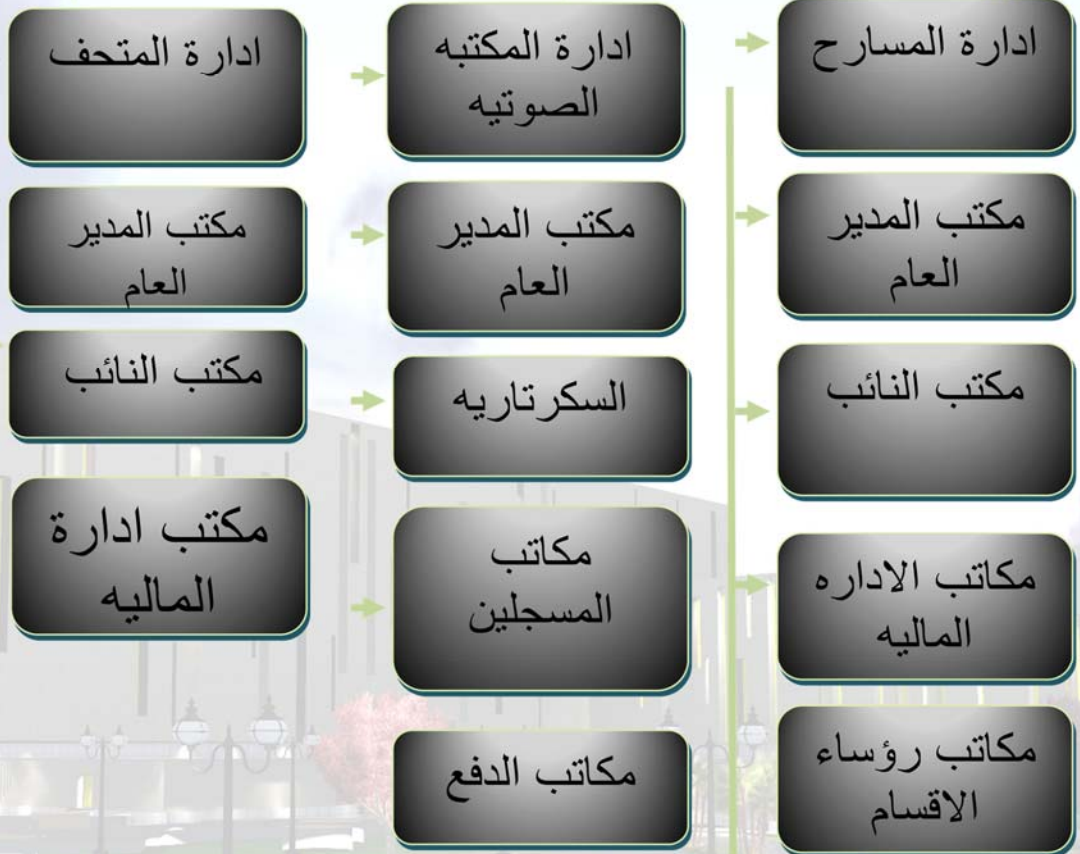 ادارة المسارح
مكتب المدير
العام
مكتب النائب
مكاتب الاداره
الماليه
مكاتب رؤساء
الاقسام
ادارة المكتبه
الصوتيه
مكتب المدير
العام
السكرتاريه
مكاتب
المسجلين
مكاتب الدفع
ادارة المتحف
مكتب المدير
العام
مكتب النائب
مكتب ادارة
الماليه